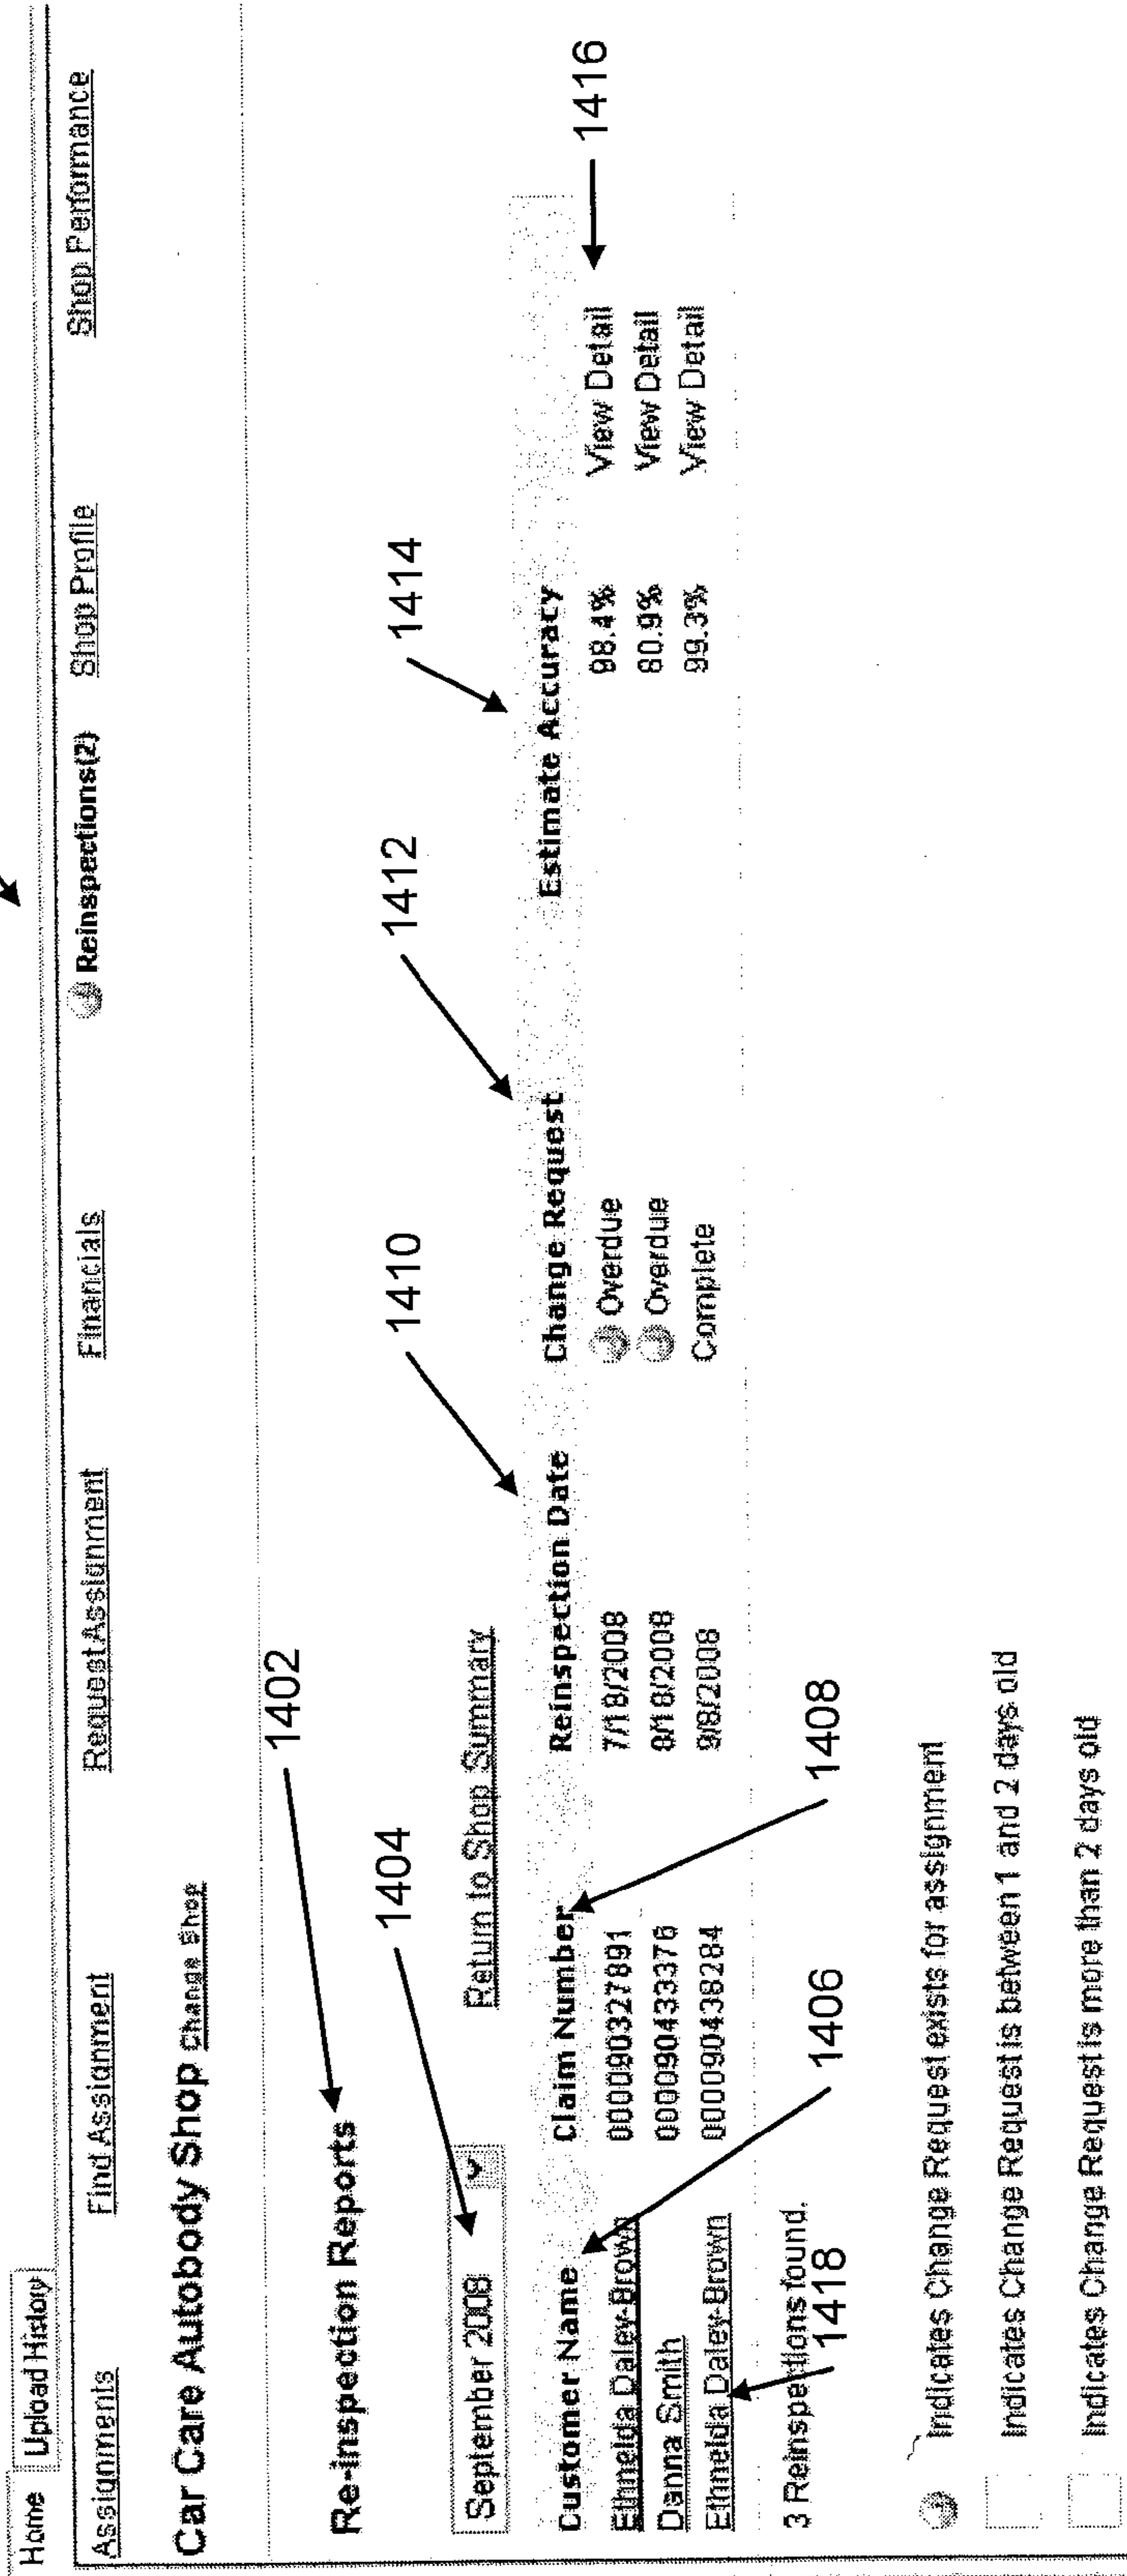 Home Upload History
Assignments Find Assignment Request Assignment Financials Reinspections(2) Shop Profile Shop Performance
Car Care Autobody Shop Change Shop
1402
Re-inspection Reports
1404 1410 1412 1414
September 2008 Return to Shop Summary
Customer Name Claim Number Reinspection Date Change Request Estimate Accuracy
1416
Ethnelda Daley-Brown 000090327891 7/18/2008 Overdue 98.4% View Detail
Danna Smith 000090433376 8/18/2008 Overdue 80.9% View Detail
Ethnelda Daley-Brown 000090438284 9/8/2008 Complete 99.3% View Detail
3 Reinspections found.
1418 1406 1408
Indicates Change Request exists for assignment
Indicates Change Request is between 1 and 2 days old
Indicates Change Request is more than 2 days old